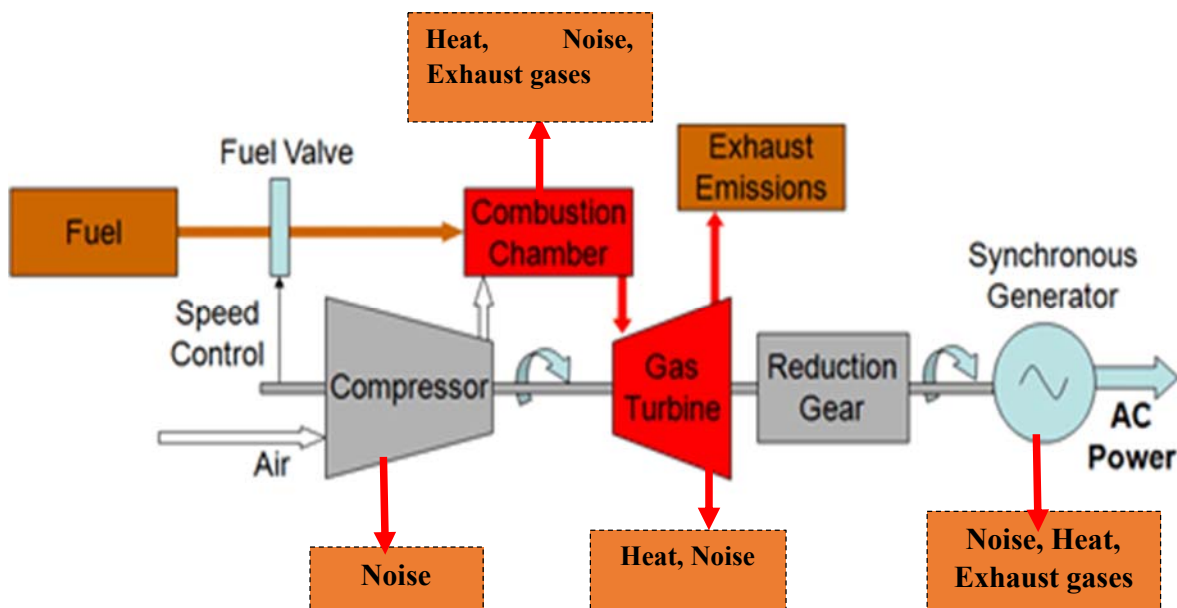 Heat, Noise,
Exhaust gases
Fuel Valve
Exhaust
Emissions
Fuel
Combustion
Chamber
Synchronous
Generator
Speed
Control
Compressor
Gas
Turbine
Reduction
Gear
Air
AC
Power
Noise
Heat, Noise
Noise, Heat,
Exhaust gases